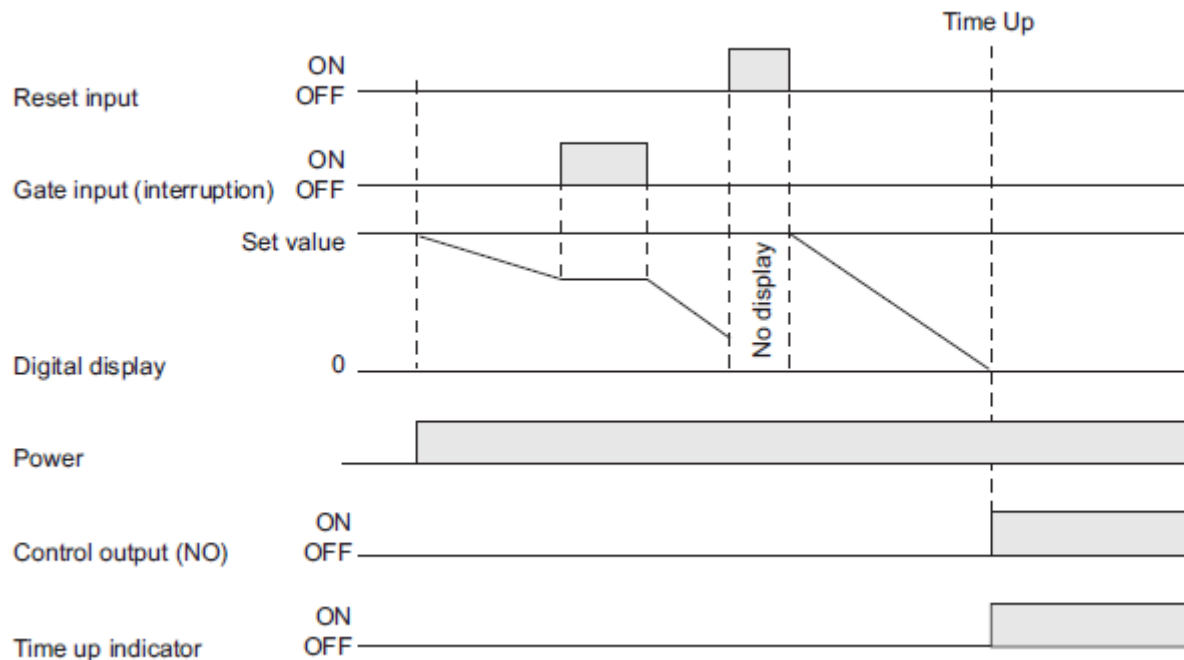 Time Up
ON
Reset input OFF
ON
Gate input (interruption) OFF
Set value
No display
Digital display 0
Power
ON
Control output (NO) OFF
ON
Time up indicator OFF